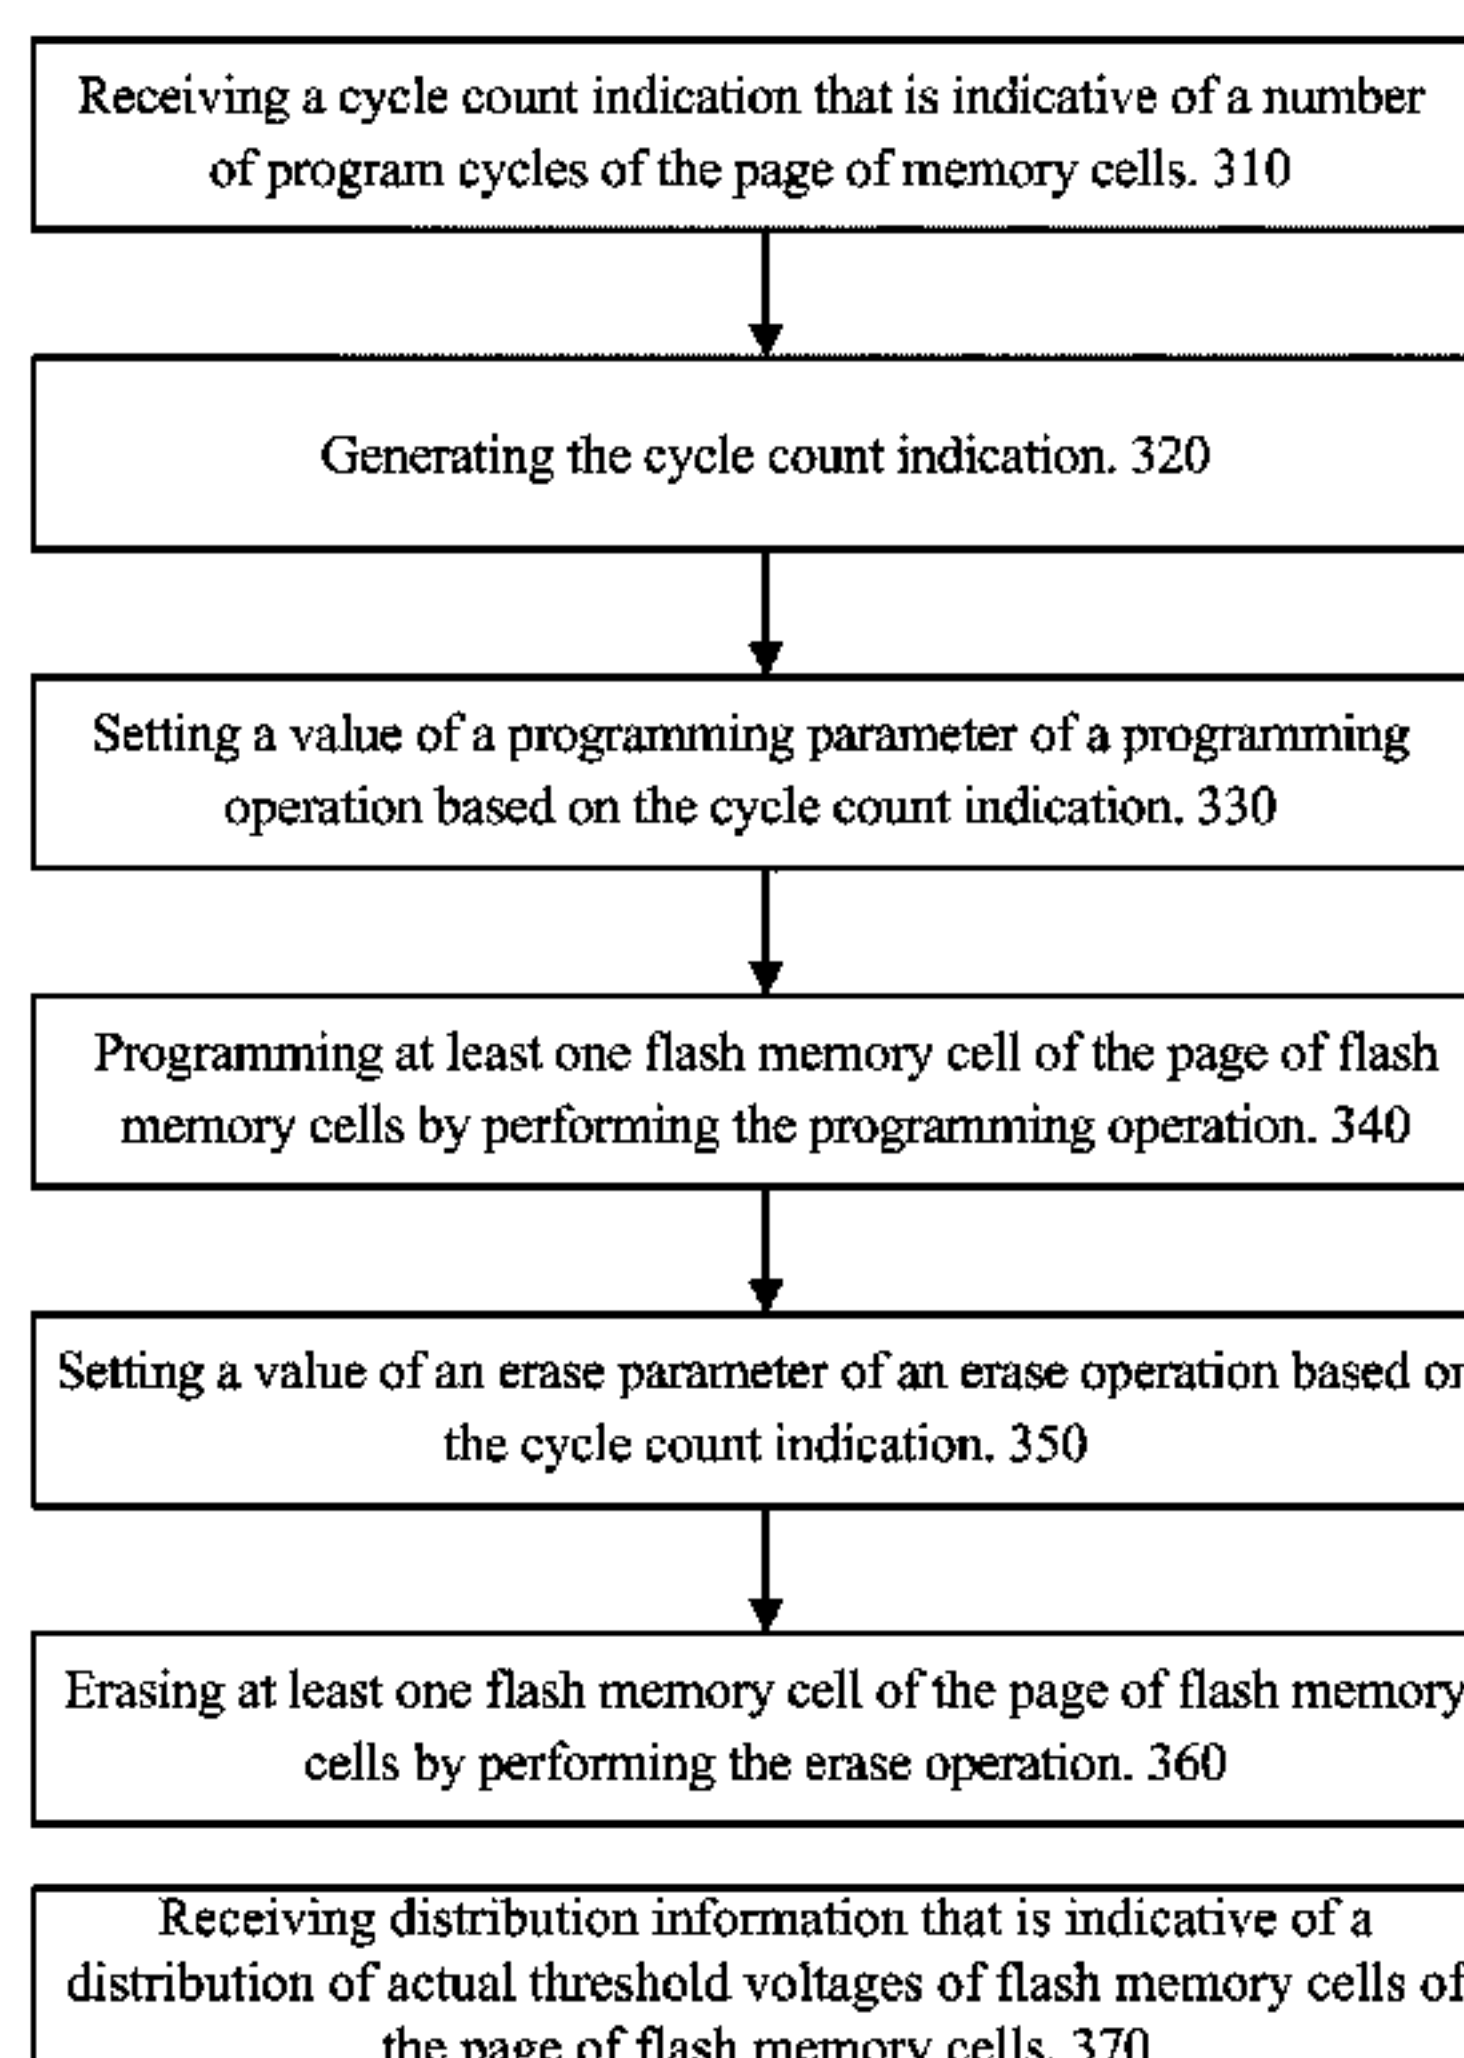 Receiving a cycle count indication that is indicative of a number
of program cycles of the page of memory cells. 310
Generating the cycle count indication. 320
Setting a value of a programming parameter of a programming
operation based on the cycle count indication. 330
Programming at least one flash memory cell of the page of flash
memory cells by performing the programming operation. 340
Setting a value of an erase parameter of an erase operation based on
the cycle count indication. 350
Erasing at least one flash memory cell of the page of flash memory
cells by performing the erase operation. 360
Receiving distribution information that is indicative of a
distribution of actual threshold voltages of flash memory cells of
the page of flash memory cells. 370